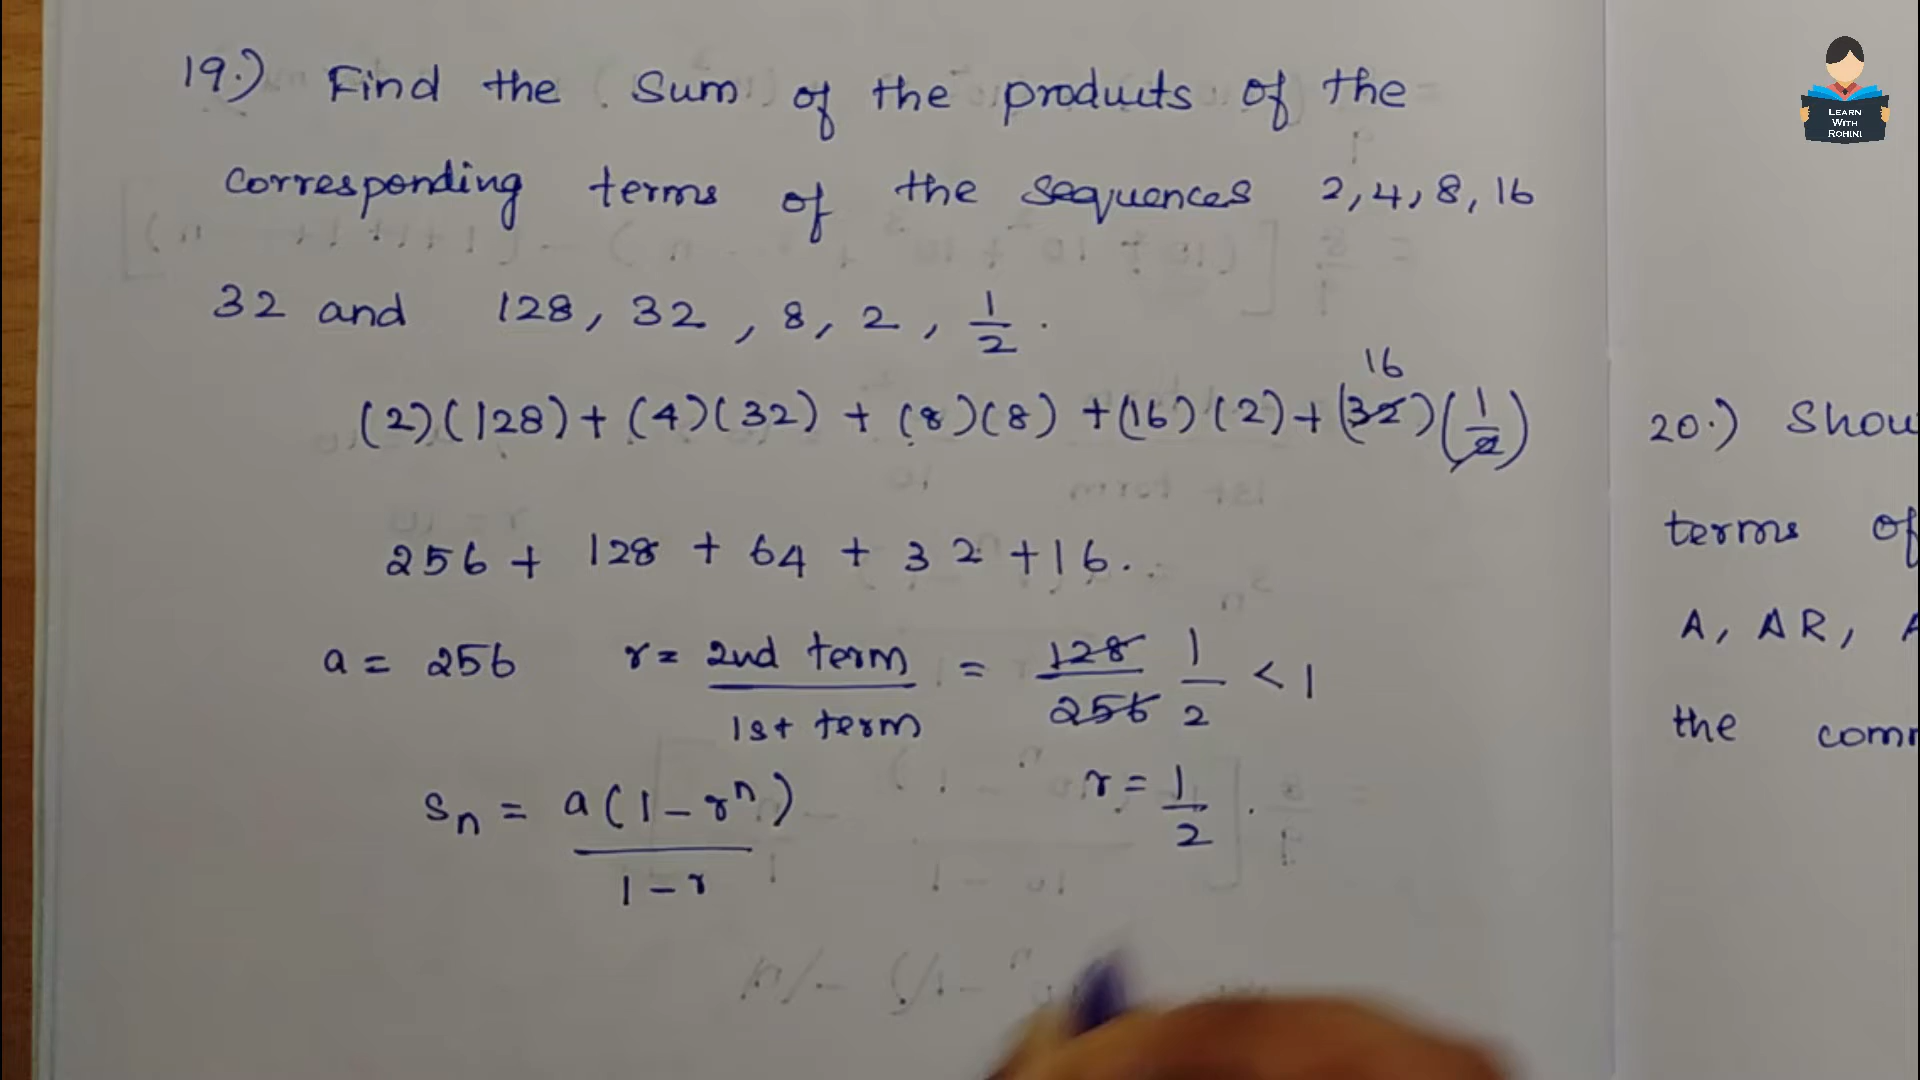 19.) Find the sum of the products of the
corresponding terms of the sequences 2, 4, 8, 16
32 and 128, 32, 8, 2, 1/2.
16
(2)(128) + (4)(32) + (8)(8) + (16)(2) + (32)(1/2)
256 + 128 + 64 + 32 + 16.
a = 256 r = 2nd term / 1st term = 128/256 1/2 < 1
r = 1/2.
Sn = a(1 - r^n) / 1 - r
20.) Show
terms of
A, AR, A
the com
LEARN
WITH
ROHINI